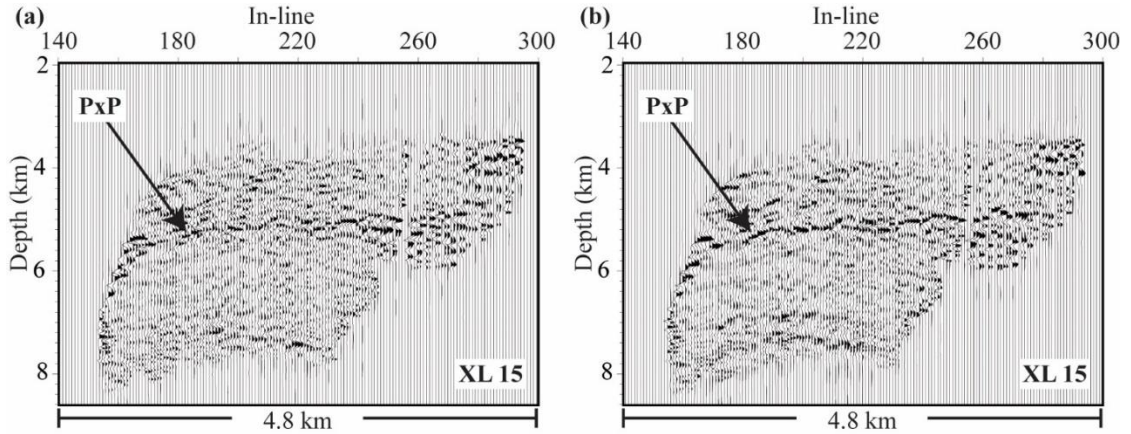 (a) In-line
140 180 220 260 300
2
PxP
4
Depth (km)
6
8
XL 15
4.8 km
(b) In-line
140 180 220 260 300
2
PxP
4
Depth (km)
6
8
XL 15
4.8 km